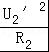 U₂′ ²
R₂